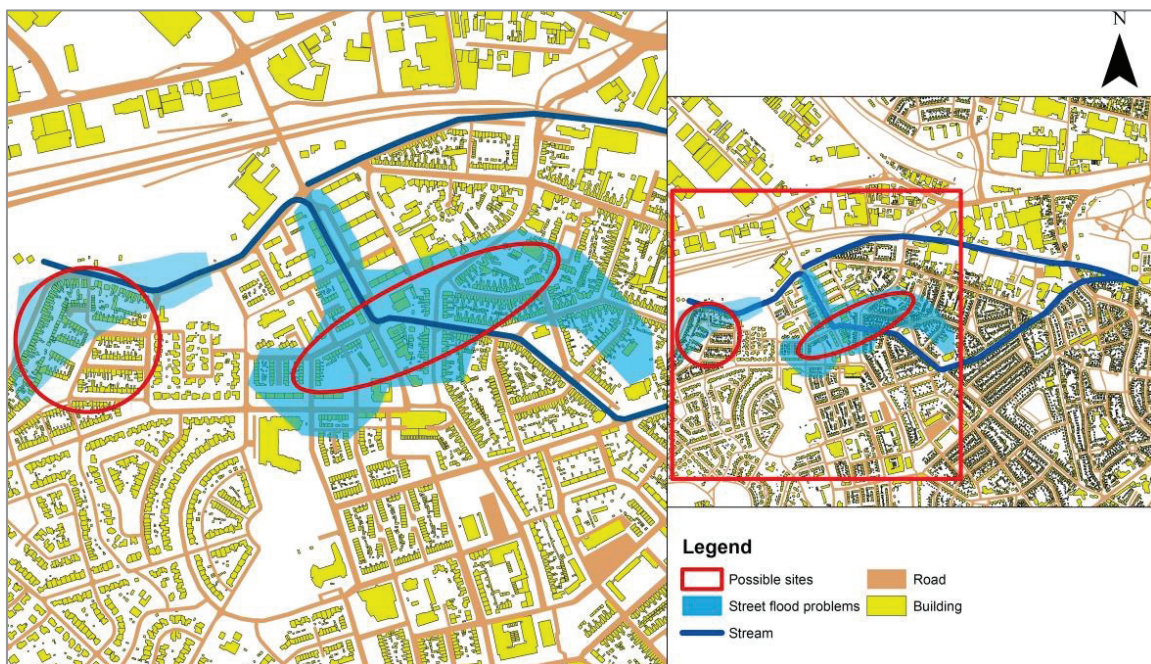 N
Legend
Possible sites
Road
Street flood problems
Building
Stream